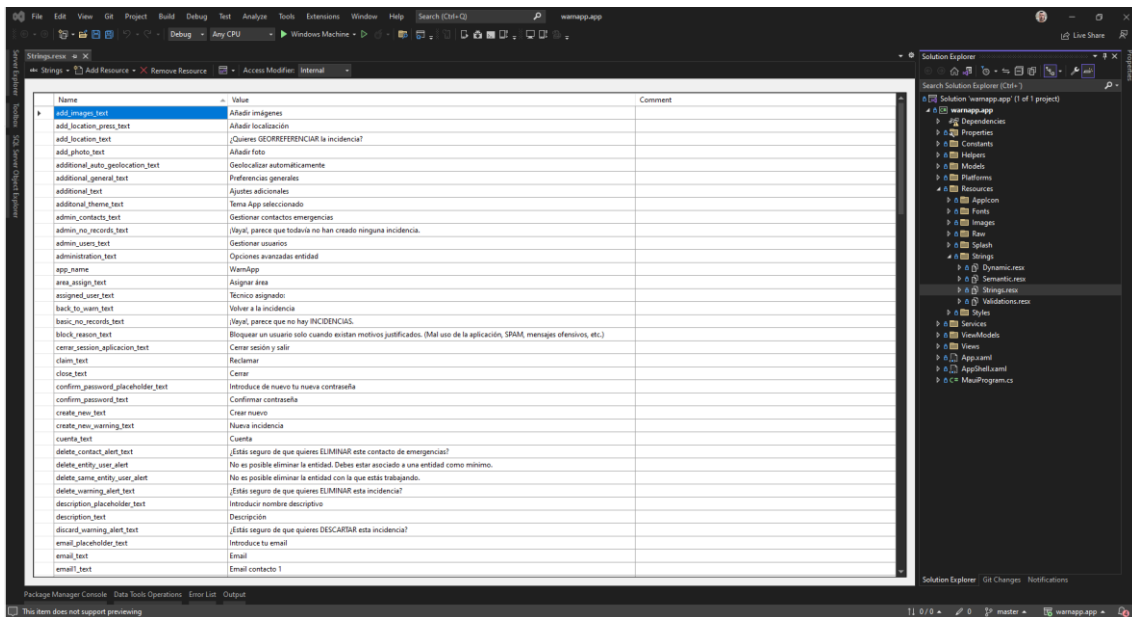 File Edit View Git Project Build Debug Test Analyze Tools Extensions Window Help Search (Ctrl+Q) warnapp.app
Debug Any CPU Windows Machine Live Share
Strings.resx
Strings Add Resource Remove Resource Access Modifier: Internal
Name Value Comment
add_images_text Añadir imágenes
add_location_press_text Añadir localización
add_location_text ¿Quieres GEORREFERENCIAR la incidencia?
add_photo_text Añadir foto
additional_auto_geolocation_text Geolocalizar automáticamente
additional_general_text Preferencias generales
additional_text Ajustes adicionales
additonal_theme_text Tema App seleccionado
admin_contacts_text Gestionar contactos emergencias
admin_no_records_text ¡Vaya!, parece que todavía no han creado ninguna incidencia.
admin_users_text Gestionar usuarios
administration_text Opciones avanzadas entidad
app_name WarnApp
area_assign_text Asignar área
assigned_user_text Técnico asignado:
back_to_warn_text Volver a la incidencia
basic_no_records_text ¡Vaya!, parece que no hay INCIDENCIAS.
block_reason_text Bloquear un usuario solo cuando existan motivos justificados. (Mal uso de la aplicación, SPAM, mensajes ofensivos, etc.)
cerrar_session_aplicacion_text Cerrar sesión y salir
claim_text Reclamar
close_text Cerrar
confirm_password_placeholder_text Introduce de nuevo tu nueva contraseña
confirm_password_text Confirmar contraseña
create_new_text Crear nuevo
create_new_warning_text Nueva incidencia
cuenta_text Cuenta
delete_contact_alert_text ¿Estás seguro de que quieres ELIMINAR este contacto de emergencias?
delete_entity_user_alert No es posible eliminar la entidad. Debes estar asociado a una entidad como mínimo.
delete_same_entity_user_alert No es posible eliminar la entidad con la que estás trabajando.
delete_warning_alert_text ¿Estás seguro de que quieres ELIMINAR esta incidencia?
description_placeholder_text Introducir nombre descriptivo
description_text Descripción
discard_warning_alert_text ¿Estás seguro de que quieres DESCARTAR esta incidencia?
email_placeholder_text Introduce tu email
email_text Email
email1_text Email contacto 1
Server Explorer
Toolbox
SQL Server Object Explorer
Solution Explorer
Search Solution Explorer (Ctrl+´)
Solution 'warnapp.app' (1 of 1 project)
warnapp.app
Dependencies
Properties
Constants
Helpers
Models
Platforms
Resources
AppIcon
Fonts
Images
Raw
Splash
Strings
Dynamic.resx
Semantic.resx
Strings.resx
Validations.resx
Styles
Services
ViewModels
Views
App.xaml
AppShell.xaml
C# MauiProgram.cs
Properties
Solution Explorer Git Changes Notifications
Package Manager Console Data Tools Operations Error List Output
This item does not support previewing 0 / 0 0 master warnapp.app